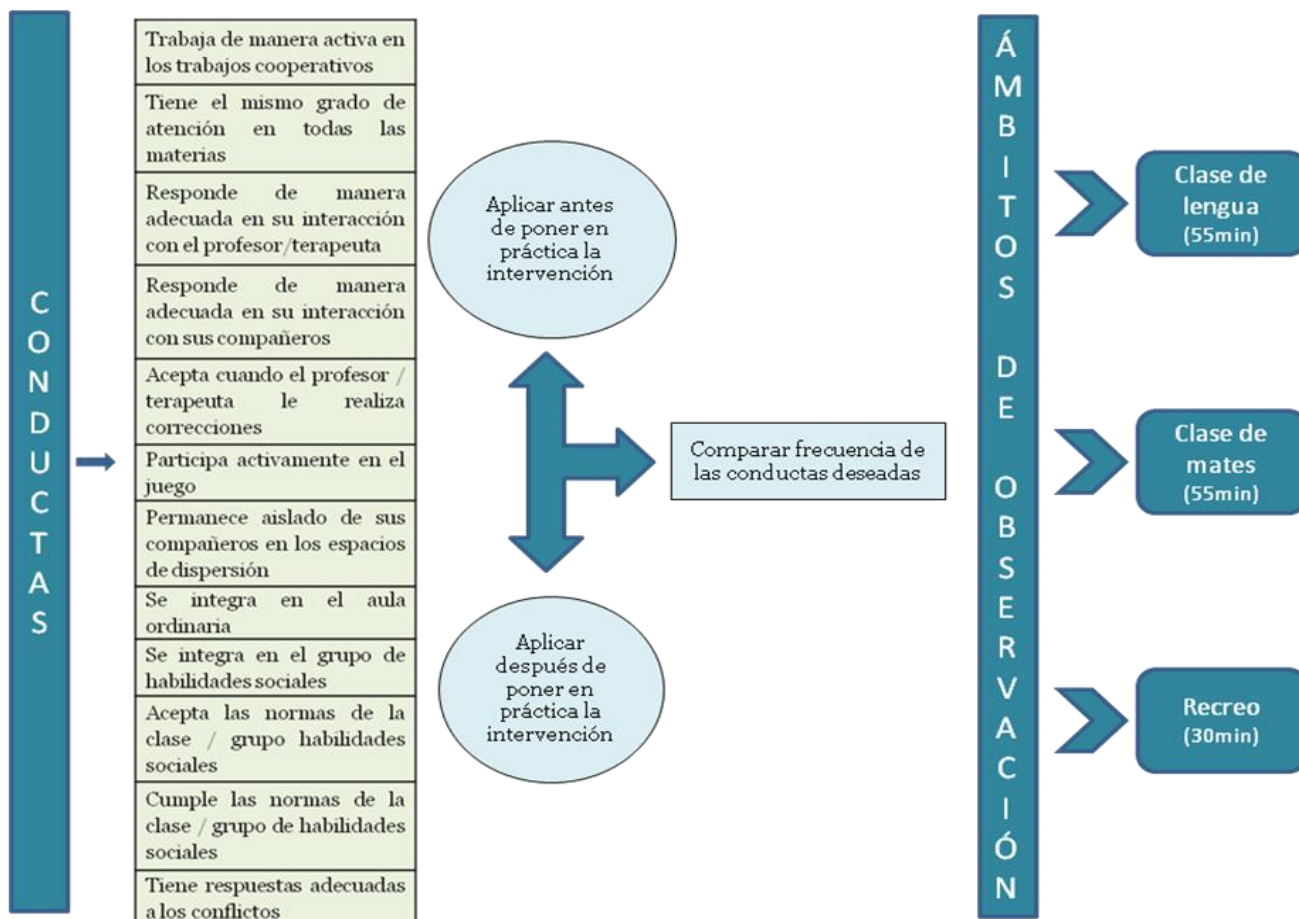 CONDUCTAS
Trabaja de manera activa en
los trabajos cooperativos
Tiene el mismo grado de
atención en todas las
materias
Responde de manera
adecuada en su interacción
con el profesor/terapeuta
Responde de manera
adecuada en su interacción
con sus compañeros
Acepta cuando el profesor /
terapeuta le realiza
correcciones
Participa activamente en el
juego
Permanece aislado de sus
compañeros en los espacios
de dispersión
Se integra en el aula
ordinaria
Se integra en el grupo de
habilidades sociales
Acepta las normas de la
clase / grupo habilidades
sociales
Cumple las normas de la
clase / grupo de habilidades
sociales
Tiene respuestas adecuadas
a los conflictos
Aplicar antes
de poner en
práctica la
intervención
Comparar frecuencia de
las conductas deseadas
Aplicar
después de
poner en
práctica la
intervención
ÁMBITOS DE OBSERVACIÓN
Clase de
lengua
(55min)
Clase de
mates
(55min)
Recreo
(30min)